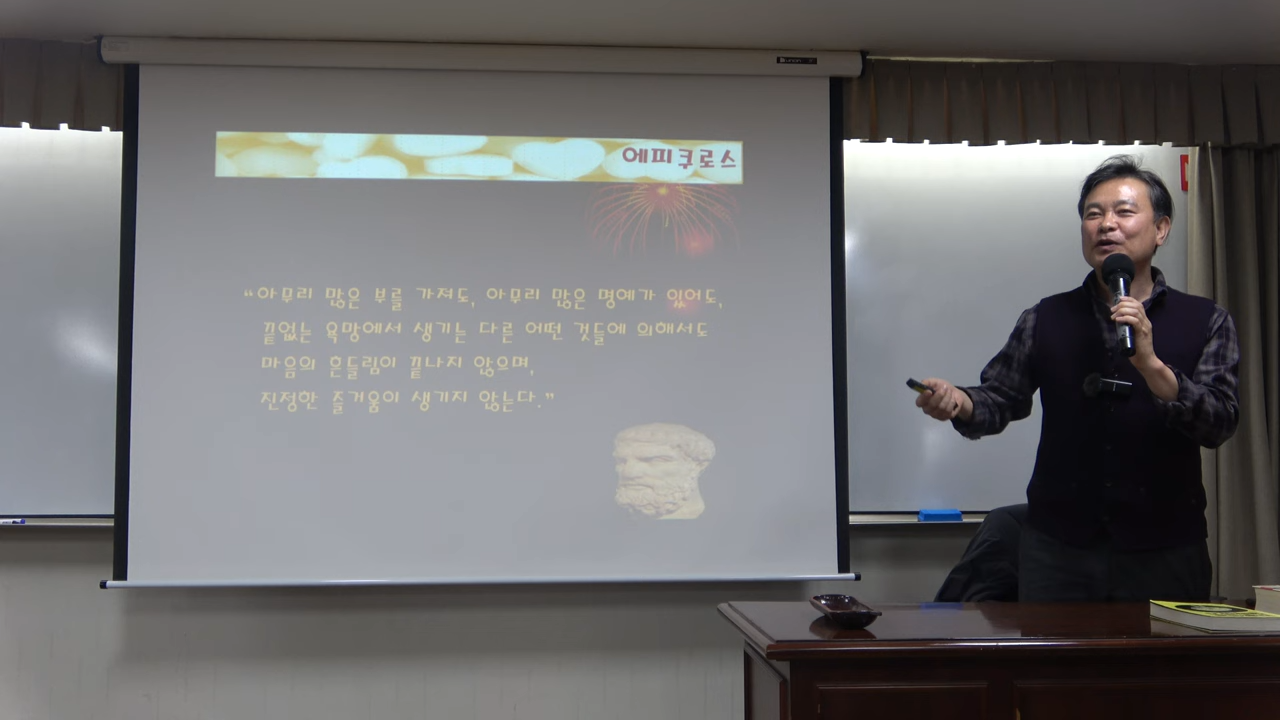 에피쿠로스
“아무리 많은 부를 가져도, 아무리 많은 명예가 있어도,
끝없는 욕망에서 생기는 다른 어떤 것들에 의해서도
마음의 흔들림이 끝나지 않으며,
진정한 즐거움이 생기지 않는다.”